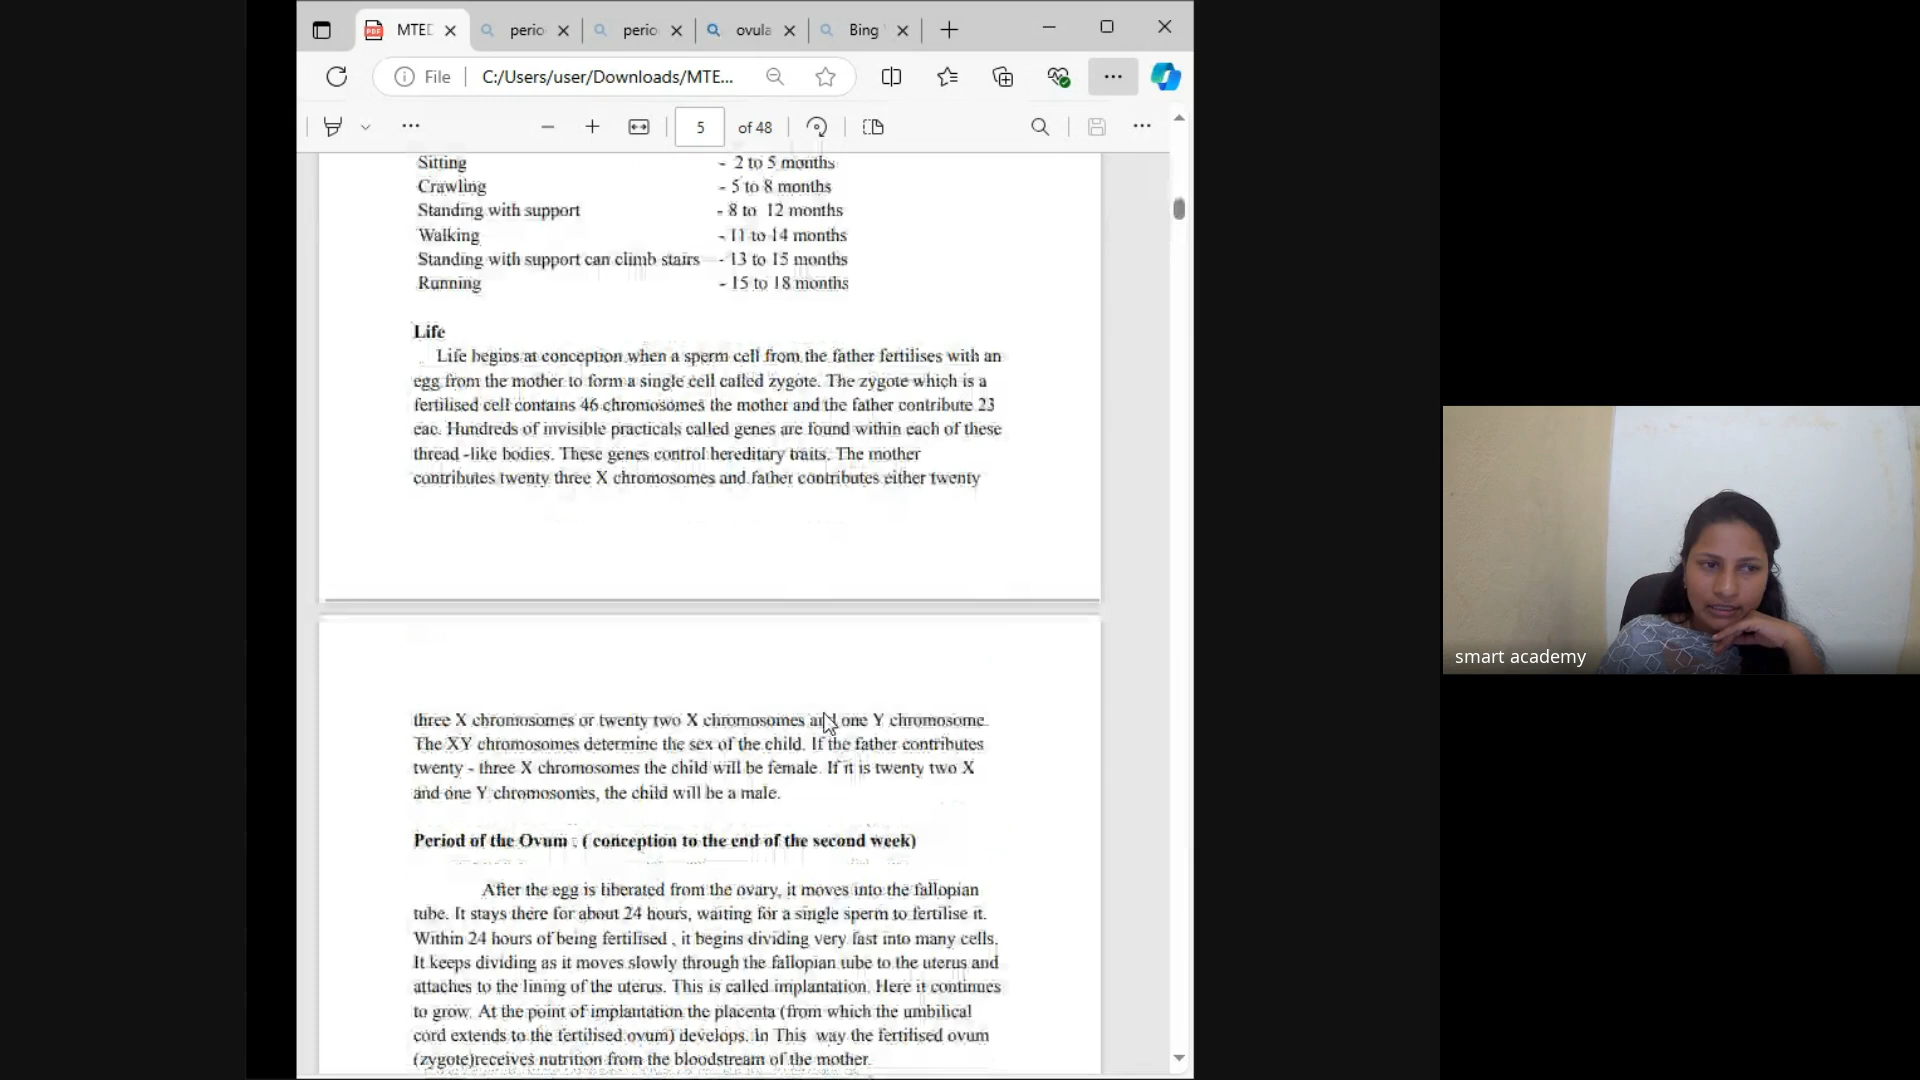 MTED
perio
perio
ovula
Bing
File
C:/Users/user/Downloads/MTE...
5
of 48
Sitting - 2 to 5 months
Crawling - 5 to 8 months
Standing with support - 8 to 12 months
Walking - 11 to 14 months
Standing with support can climb stairs - 13 to 15 months
Running - 15 to 18 months
Life
Life begins at conception when a sperm cell from the father fertilises with an
egg from the mother to form a single cell called zygote. The zygote which is a
fertilised cell contains 46 chromosomes the mother and the father contribute 23
eac. Hundreds of invisible practicals called genes are found within each of these
thread -like bodies. These genes control hereditary traits. The mother
contributes twenty three X chromosomes and father contributes either twenty
three X chromosomes or twenty two X chromosomes and one Y chromosome.
The XY chromosomes determine the sex of the child. If the father contributes
twenty - three X chromosomes the child will be female. If it is twenty two X
and one Y chromosomes, the child will be a male.
Period of the Ovum . ( conception to the end of the second week)
After the egg is liberated from the ovary, it moves into the fallopian
tube. It stays there for about 24 hours, waiting for a single sperm to fertilise it.
Within 24 hours of being fertilised , it begins dividing very fast into many cells.
It keeps dividing as it moves slowly through the fallopian tube to the uterus and
attaches to the lining of the uterus. This is called implantation. Here it continues
to grow. At the point of implantation the placenta (from which the umbilical
cord extends to the fertilised ovum) develops. In This way the fertilised ovum
(zygote)receives nutrition from the bloodstream of the mother.
smart academy